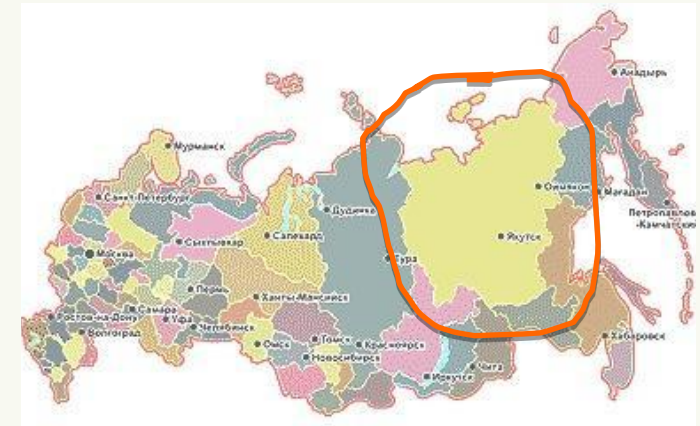 Анадырь
Мурманск
Оймякон
Магадан
Санкт-Петербург
Дудинка
Петропавловск
-Камчатский
Якутск
Салехард
Сыктывкар
Москва
Тура
Пермь
Ханты-Мансийск
Самара
Ростов-на-Дону
Уфа
Челябинск
Волгоград
Хабаровск
Томск
Омск
Красноярск
Новосибирск
Чита
Иркутск